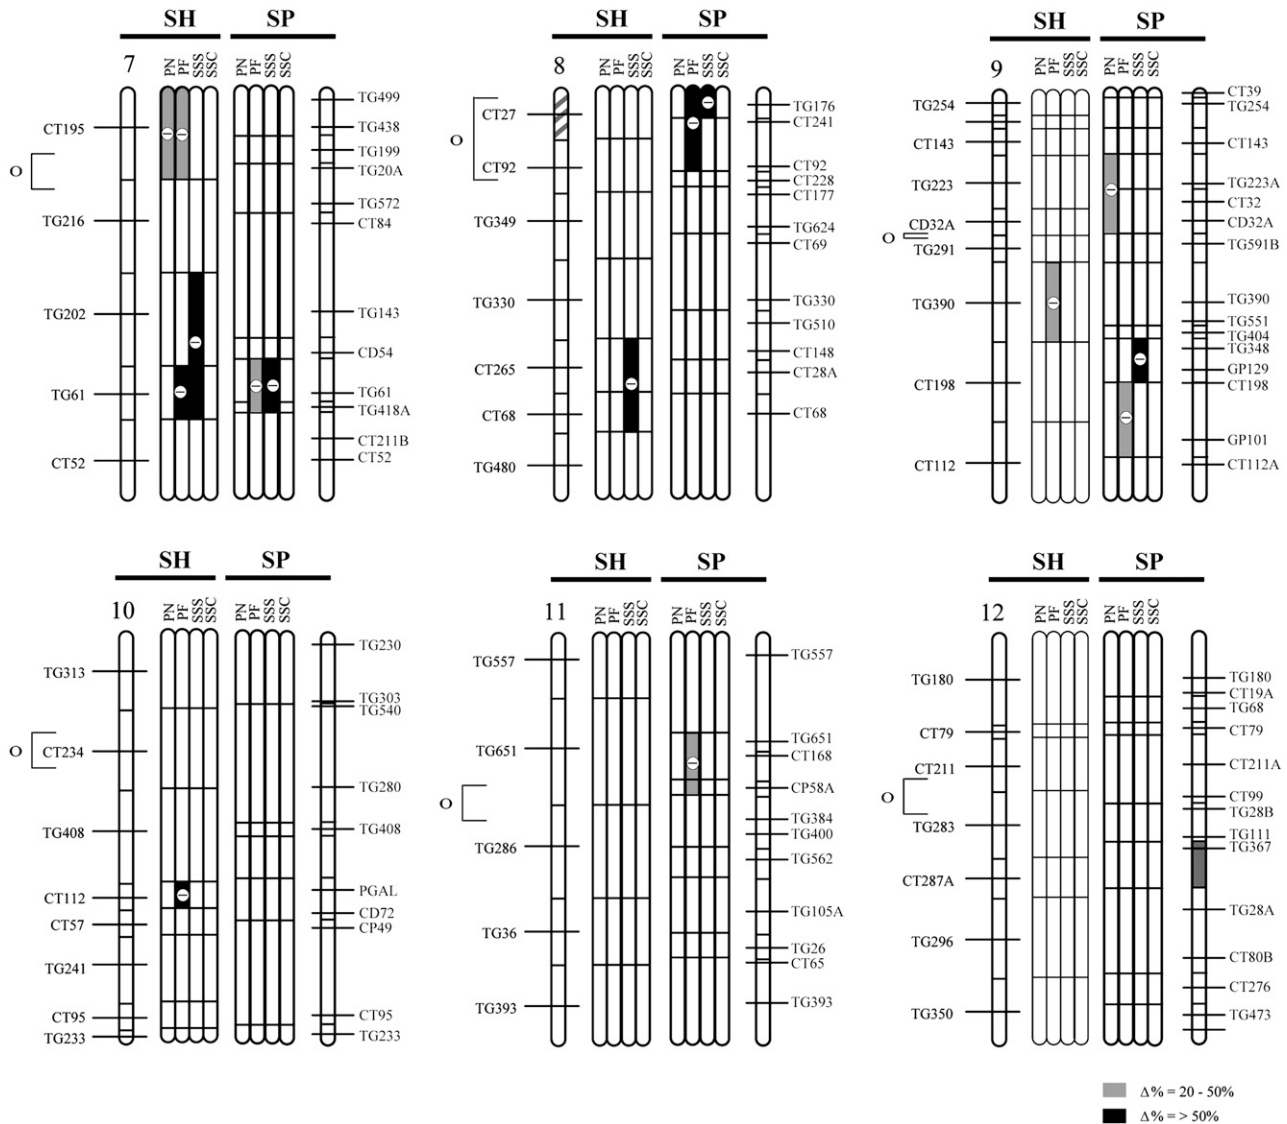 SH SP
7
PN PF SSS SSC PN PF SSS SSC
CT195
O
TG216
TG202
TG61
CT52
TG499
TG438
TG199
TG20A
TG572
CT84
TG143
CD54
TG61
TG418A
CT211B
CT52
SH SP
8
PN PF SSS SSC PN PF SSS SSC
CT27
O
CT92
TG349
TG330
CT265
CT68
TG480
TG176
CT241
CT92
CT228
CT177
TG624
CT69
TG330
TG510
CT148
CT28A
CT68
SH SP
9
PN PF SSS SSC PN PF SSS SSC
TG254
CT143
TG223
CD32A
O
TG291
TG390
CT198
CT112
CT39
TG254
CT143
TG223A
CT32
CD32A
TG591B
TG390
TG551
TG404
TG348
GP129
CT198
GP101
CT112A
SH SP
10
PN PF SSS SSC PN PF SSS SSC
TG313
O
CT234
TG408
CT112
CT57
TG241
CT95
TG233
TG230
TG303
TG540
TG280
TG408
PGAL
CD72
CP49
CT95
TG233
SH SP
11
PN PF SSS SSC PN PF SSS SSC
TG557
TG651
O
TG286
TG36
TG393
TG557
TG651
CT168
CP58A
TG384
TG400
TG562
TG105A
TG26
CT65
TG393
SH SP
12
PN PF SSS SSC PN PF SSS SSC
TG180
CT79
CT211
O
TG283
CT287A
TG296
TG350
TG180
CT19A
TG68
CT79
CT211A
CT99
TG28B
TG111
TG367
TG28A
CT80B
CT276
TG473
Δ% = 20 - 50%
Δ% = > 50%